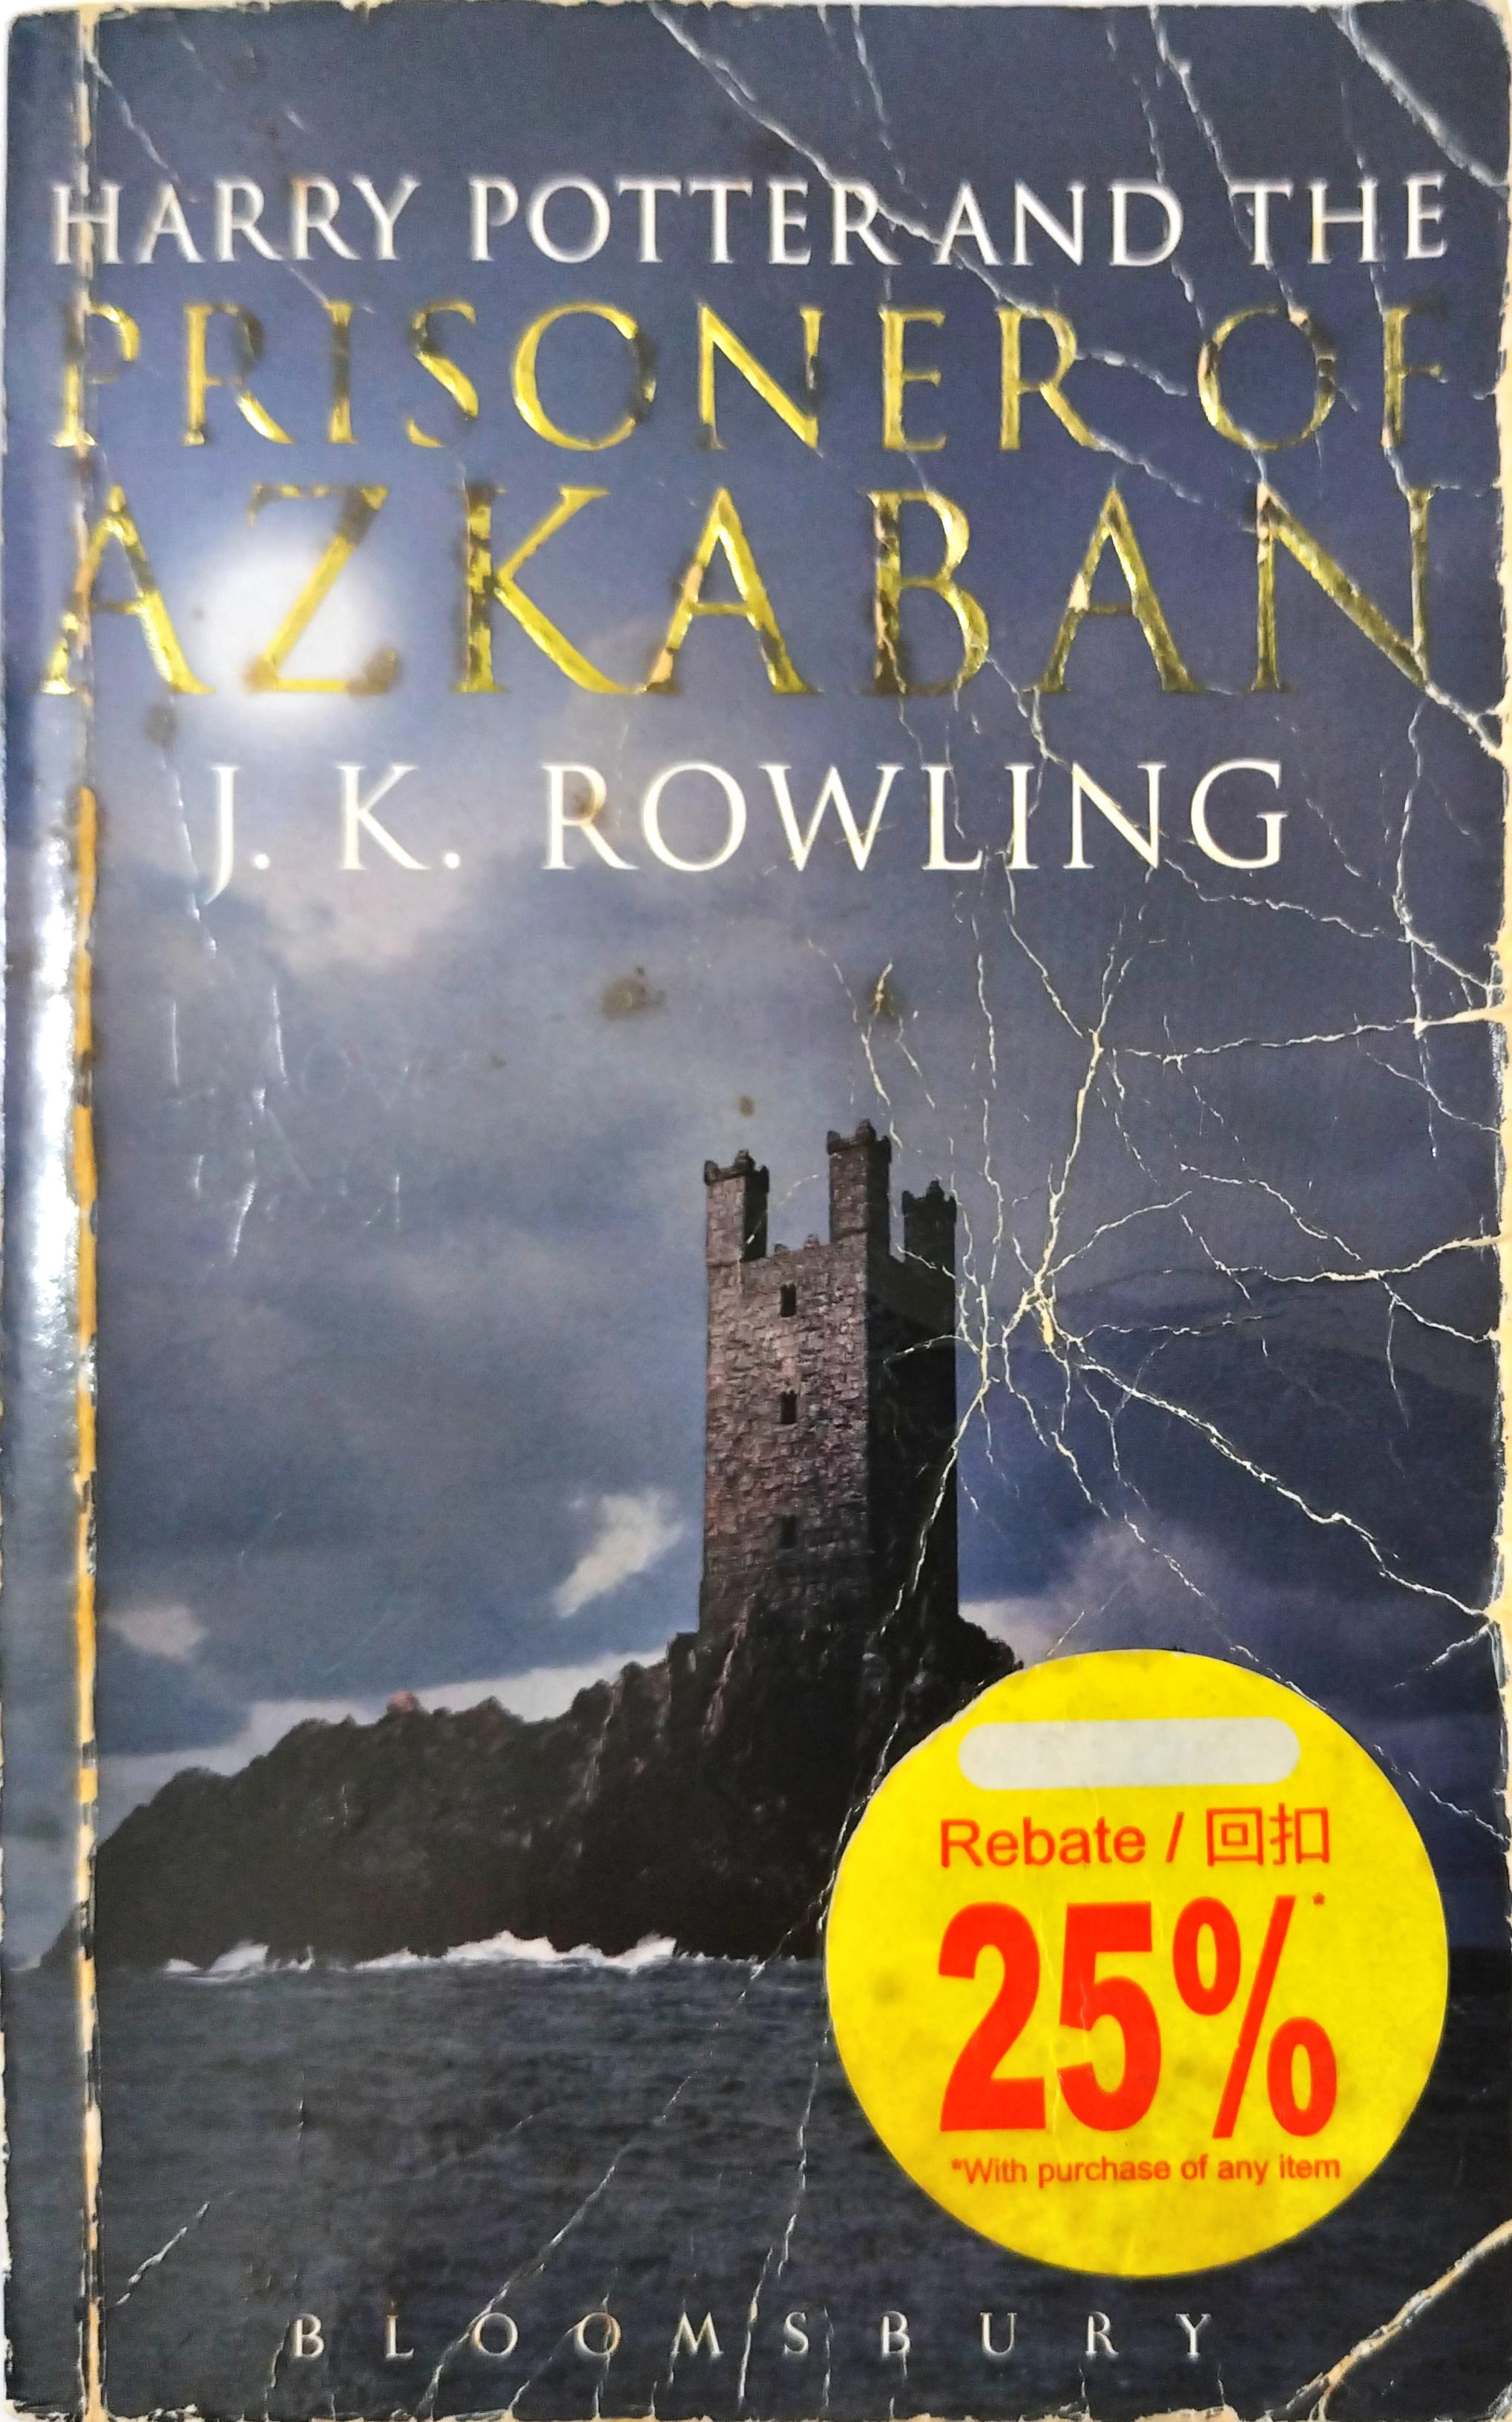 HARRY POTTER AND THE
PRISONER OF
AZKABAN
J. K. ROWLING
Rebate / 回扣
25%*
*With purchase of any item
BLOOMSBURY